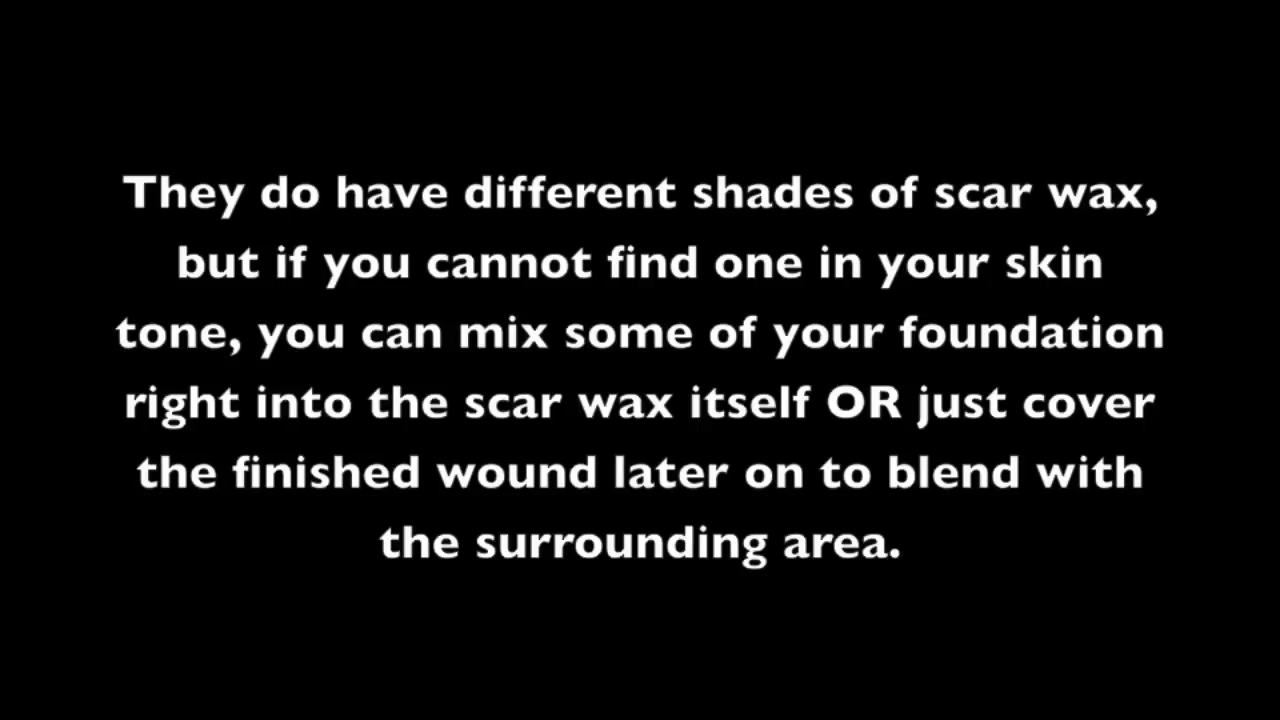 They do have different shades of scar wax,
but if you cannot find one in your skin
tone, you can mix some of your foundation
right into the scar wax itself OR just cover
the finished wound later on to blend with
the surrounding area.